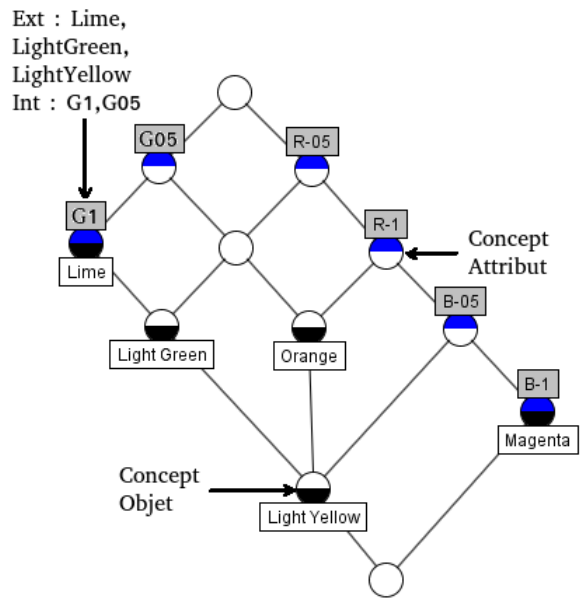 Ext : Lime,
LightGreen,
LightYellow
Int : G1,G05
G05
R-05
G1
R-1
Lime
Concept
Attribut
B-05
Light Green
Orange
B-1
Magenta
Concept
Objet
Light Yellow